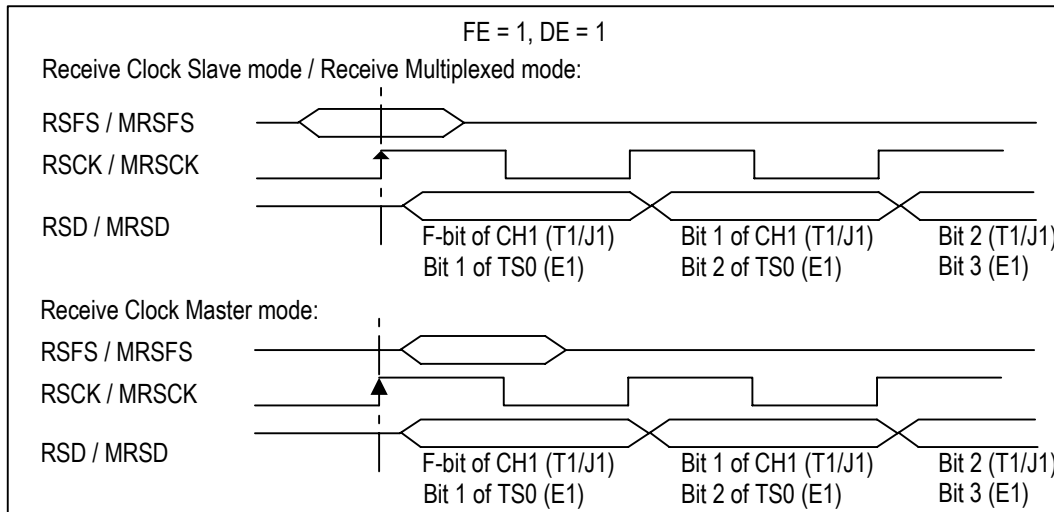 FE = 1, DE = 1
Receive Clock Slave mode / Receive Multiplexed mode:
RSFS / MRSFS
RSCK / MRSCK
RSD / MRSD
F-bit of CH1 (T1/J1) Bit 1 of CH1 (T1/J1) Bit 2 (T1/J1)
Bit 1 of TS0 (E1) Bit 2 of TS0 (E1) Bit 3 (E1)
Receive Clock Master mode:
RSFS / MRSFS
RSCK / MRSCK
RSD / MRSD
F-bit of CH1 (T1/J1) Bit 1 of CH1 (T1/J1) Bit 2 (T1/J1)
Bit 1 of TS0 (E1) Bit 2 of TS0 (E1) Bit 3 (E1)